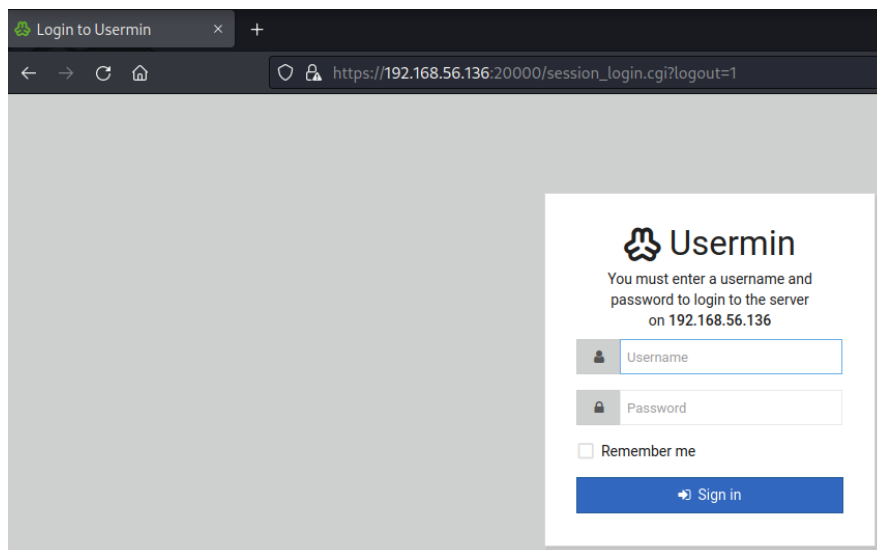 Login to Usermin
https://192.168.56.136:20000/session_login.cgi?logout=1
Usermin
You must enter a username and
password to login to the server
on 192.168.56.136
Username
Password
Remember me
Sign in